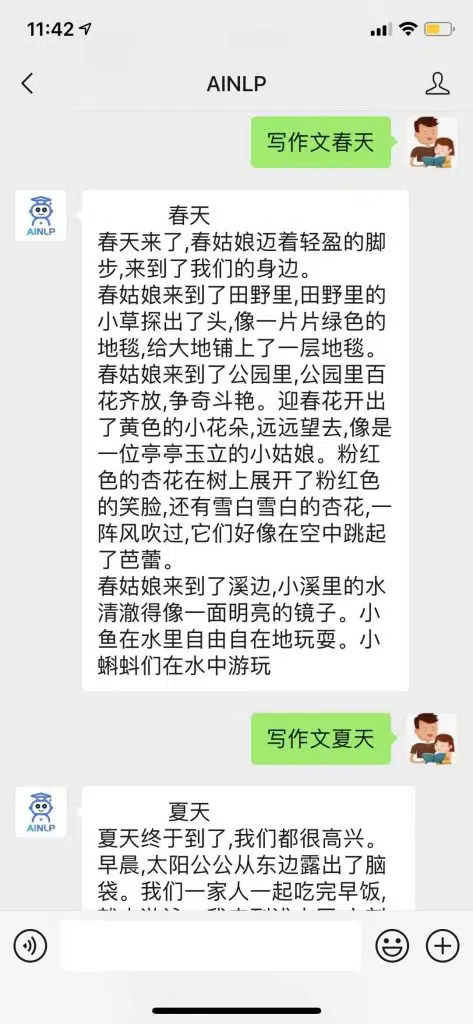 11:42
AINLP
写作文春天
AINLP
春天
春天来了,春姑娘迈着轻盈的脚
步,来到了我们的身边。
春姑娘来到了田野里,田野里的
小草探出了头,像一片片绿色的
地毯,给大地铺上了一层地毯。
春姑娘来到了公园里,公园里百
花齐放,争奇斗艳。迎春花开出
了黄色的小花朵,远远望去,像是
一位亭亭玉立的小姑娘。粉红
色的杏花在树上展开了粉红色
的笑脸,还有雪白雪白的杏花,一
阵风吹过,它们好像在空中跳起
了芭蕾。
春姑娘来到了溪边,小溪里的水
清澈得像一面明亮的镜子。小
鱼在水里自由自在地玩耍。小
蝌蚪们在水中游玩
写作文夏天
AINLP
夏天
夏天终于到了,我们都很高兴。
早晨,太阳公公从东边露出了脑
袋。我们一家人一起吃完早饭,